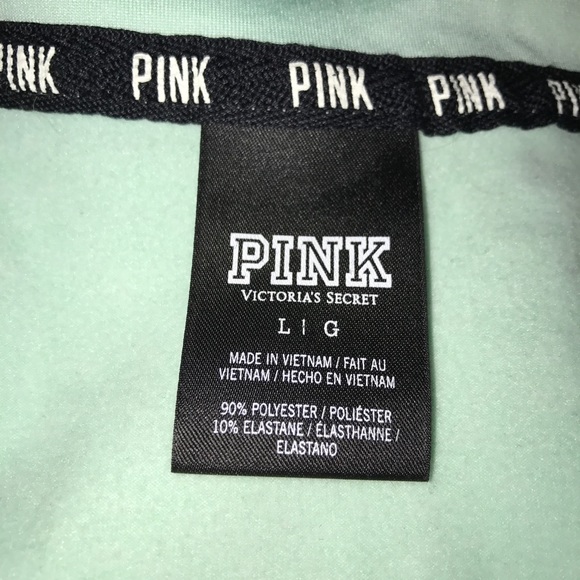 PINK PINK PINK PINK PINK
PINK
VICTORIA'S SECRET
L | G
MADE IN VIETNAM / FAIT AU
VIETNAM / HECHO EN VIETNAM
90% POLYESTER / POLIÉSTER
10% ELASTANE / ÉLASTHANNE /
ELASTANO